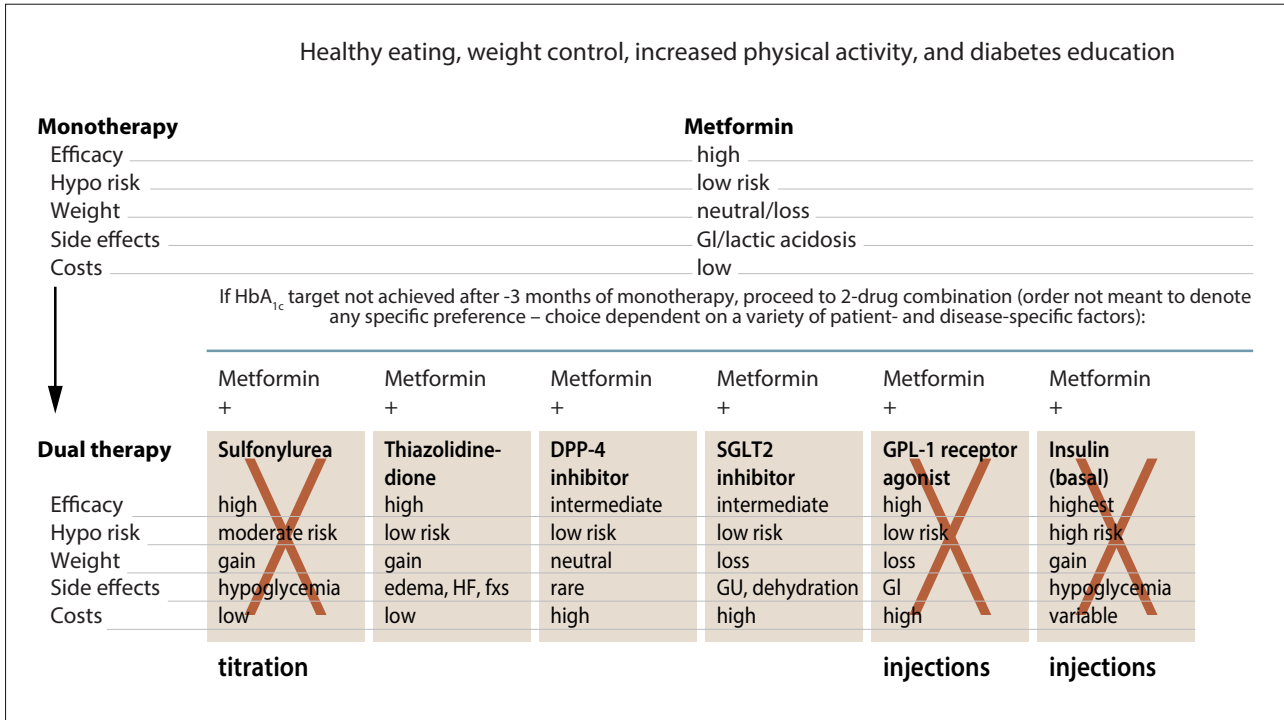 Healthy eating, weight control, increased physical activity, and diabetes education
Monotherapy Metformin
Efficacy high
Hypo risk low risk
Weight neutral/loss
Side effects Gl/lactic acidosis
Costs low
If HbA1c target not achieved after -3 months of monotherapy, proceed to 2-drug combination (order not meant to denote
any specific preference – choice dependent on a variety of patient- and disease-specific factors):
Metformin Metformin Metformin Metformin Metformin Metformin
+ + + + + +
Dual therapy Sulfonylurea Thiazolidine- DPP-4 SGLT2 GPL-1 receptor Insulin
dione inhibitor inhibitor agonist (basal)
Efficacy high high intermediate intermediate high highest
Hypo risk moderate risk low risk low risk low risk low risk high risk
Weight gain gain neutral loss loss gain
Side effects hypoglycemia edema, HF, fxs rare GU, dehydration Gl hypoglycemia
Costs low low high high high variable
titration injections injections